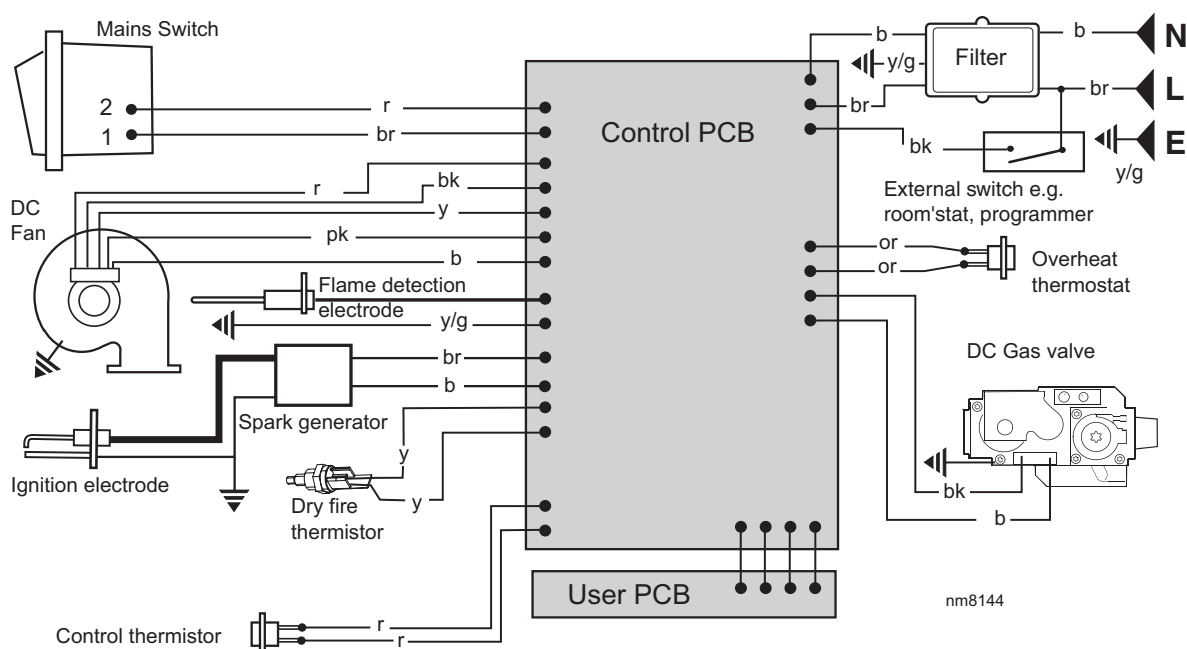 Mains Switch
2
1
r
br
r
bk
y
pk
b
DC
Fan
Flame detection
electrode
y/g
br
b
Spark generator
Ignition electrode
y
y
Dry fire
thermistor
Control thermistor
r
r
Control PCB
User PCB
b
Filter
b
N
y/g
br
br
L
bk
E
y/g
External switch e.g.
room'stat, programmer
or
or
Overheat
thermostat
DC Gas valve
bk
b
nm8144